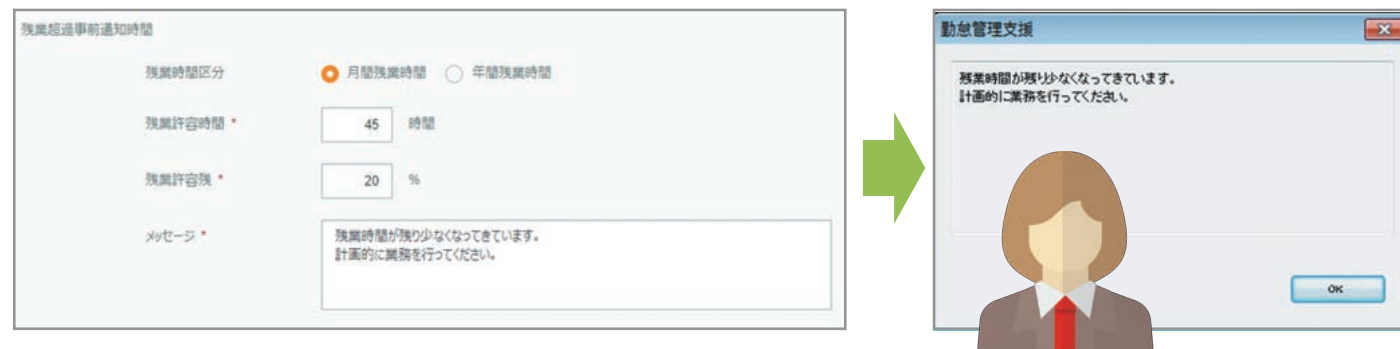 残業超過事前通知時間
残業時間区分 月間残業時間 年間残業時間
残業許容時間 * 45 時間
残業許容残 * 20 %
メッセージ * 残業時間が残り少なくなってきています。
計画的に業務を行ってください。
勤怠管理支援
残業時間が残り少なくなってきています。
計画的に業務を行ってください。
OK